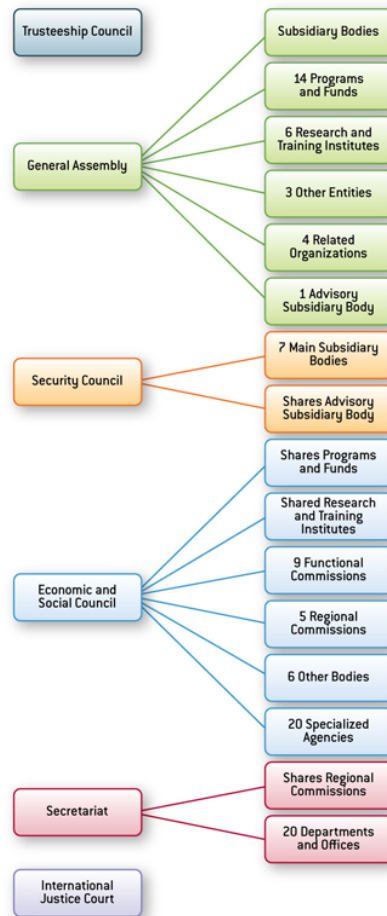 Trusteeship Council
Subsidiary Bodies
14 Programs
and Funds
6 Research and
Training Institutes
General Assembly
3 Other Entities
4 Related
Organizations
1 Advisory
Subsidiary Body
7 Main Subsidiary
Bodies
Security Council
Shares Advisory
Subsidiary Body
Shares Programs
and Funds
Shared Research
and Training
Institutes
9 Functional
Commissions
Economic and
Social Council
5 Regional
Commissions
6 Other Bodies
20 Specialized
Agencies
Shares Regional
Commissions
Secretariat
20 Departments
and Offices
International
Justice Court